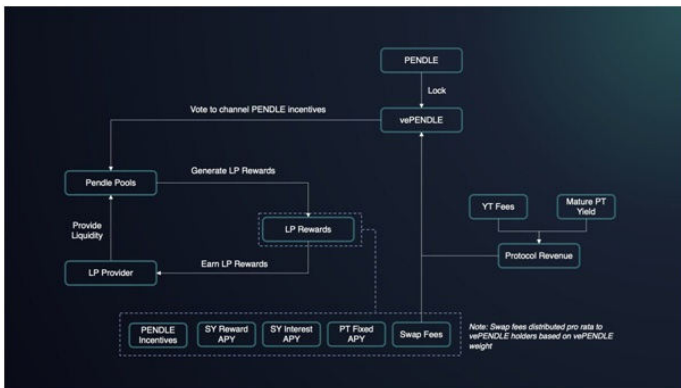 PENDLE
Lock
Vote to channel PENDLE incentives
vePENDLE
Pendle Pools
Generate LP Rewards
YT Fees
Mature PT
Yield
Provide
Liquidity
LP Rewards
Protocol Revenue
LP Provider
Earn LP Rewards
PENDLE
Incentives
SY Reward
APY
SY Interest
APY
PT Fixed
APY
Swap Fees
Note: Swap fees distributed pro rata to
vePENDLE holders based on vePENDLE
weight